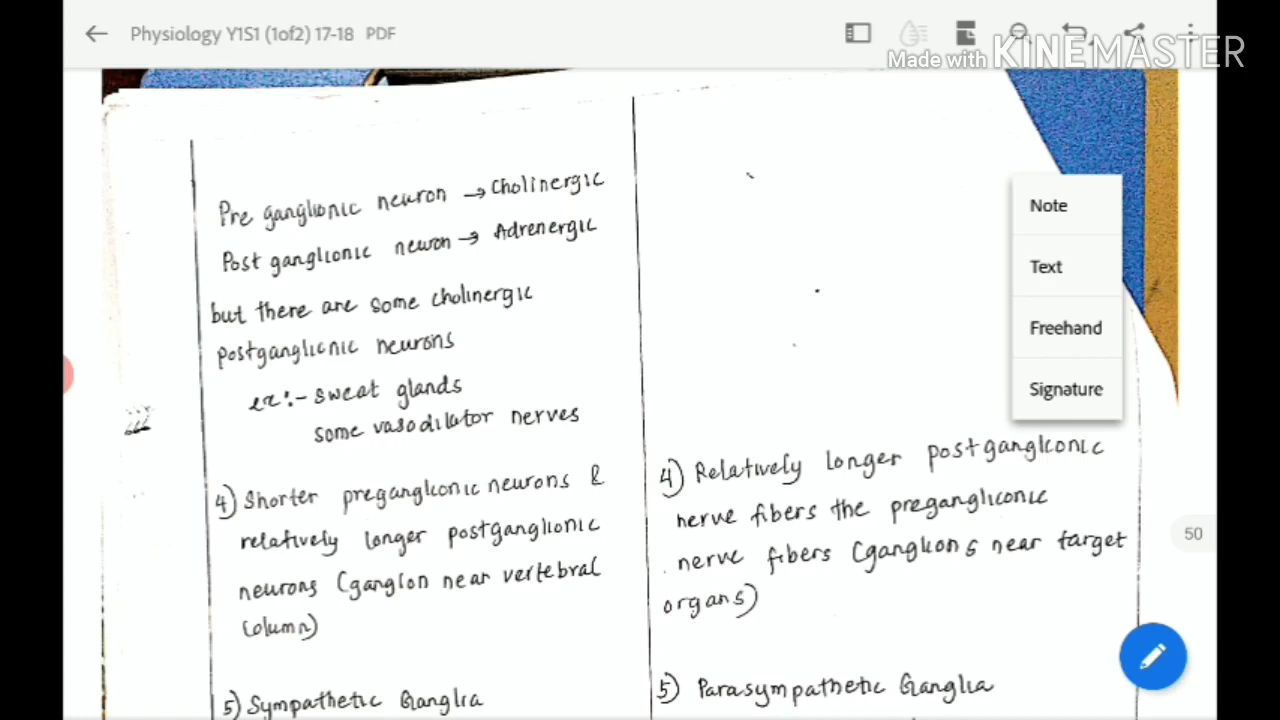 Physiology Y1S1 (1of2) 17-18 PDF
Made with KINEMASTER
Pre ganglionic neuron → Cholinergic
Post ganglionic neuron → Adrenergic
but there are some cholinergic
postganglionic neurons
ex:- sweat glands
some vasodilator nerves
4) Shorter preganglionic neurons &
relatively longer postganglionic
neurons (ganglion near vertebral
column)
5) Sympathetic Ganglia
4) Relatively longer postganglionic
nerve fibers the preganglionic
nerve fibers (ganglions near target
organs)
5) Parasympathetic Ganglia
Note
Text
Freehand
Signature
50